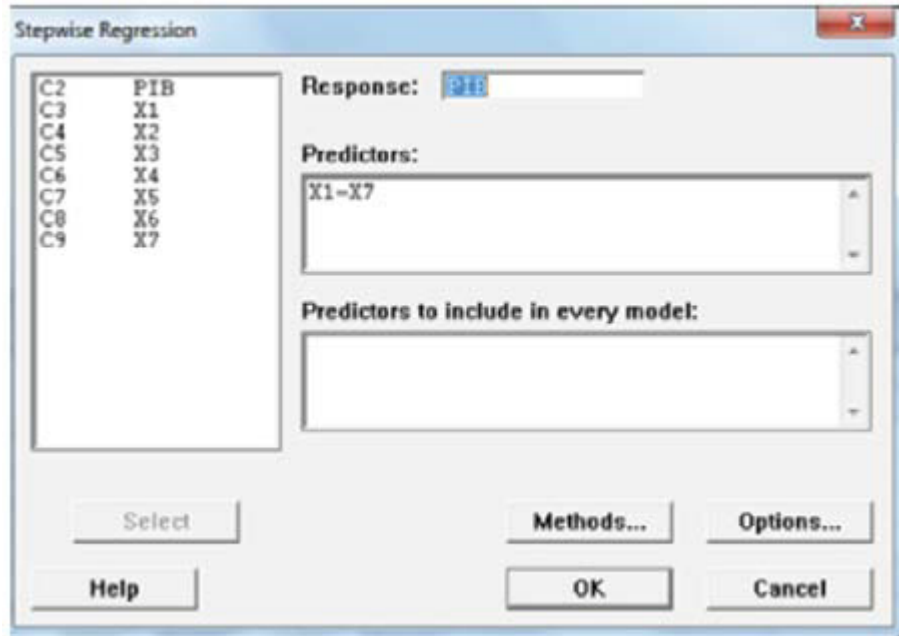 Stepwise Regression
x
C2 PIB
C3 X1
C4 X2
C5 X3
C6 X4
C7 X5
C8 X6
C9 X7
Response: PIB
Predictors:
X1-X7
Predictors to include in every model:
Select
Methods...
Options...
Help
OK
Cancel